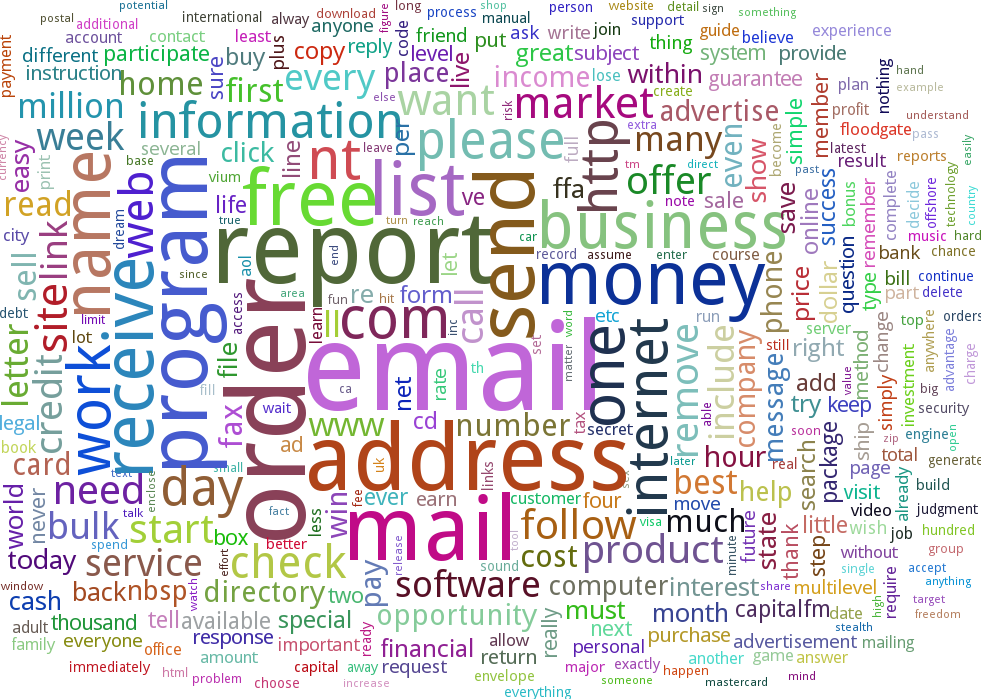 potential
postal
additional
international
alway
download
figure
long
process
shop
manual
person
website
detail
sign
something
account
contact
least
plus
anyone
code
friend
put
ask
write
join
support
thing
guide
believe
experience
payment
different
participate
buy
copy
reply
level
live
great
subject
system
provide
instruction
home
sure
first
every
place
income
lose
within
guarantee
nothing
hand
example
million
information
else
want
risk
market
create
advertise
simple
member
plan
profit
understand
week
per
please
full
http
extra
many
even
become
floodgate
pass
currency
easy
print
several
base
click
line
nt
leave
tm
direct
show
past
latest
result
reports
easily
read
name
vium
web
program
life
free
list
ve
send
ffa
offer
note
sale
save
online
success
bonus
remember
complete
decide
offshore
technology
country
city
dream
true
turn
reach
report
car
business
music
hard
sell
site
link
since
aol
end
let
record
assume
enter
course
question
type
bank
chance
debt
limit
receive
access
area
order
fun
re
hit
form
call
money
phone
price
dollar
bill
part
continue
delete
letter
lot
work
file
learn
ll
com
inc
set
word
etc
run
server
method
change
top
anywhere
orders
credit
fill
ca
email
matter
one
internet
remove
include
company
still
right
value
simply
investment
advantage
charge
legal
book
fax
wait
net
rate
th
able
message
add
try
keep
big
security
card
text
small
ad
www
cd
number
tax
secret
soon
ship
zip
engine
open
address
uk
links
sex
later
hour
real
search
package
total
page
generate
world
never
need
enclose
day
fact
less
win
fee
ever
earn
customer
four
best
move
help
visit
already
build
bulk
talk
start
box
mail
tool
follow
visa
much
future
state
thank
little
step
video
wish
job
judgment
hundred
spend
today
service
effort
better
check
release
sound
cost
product
minute
without
group
window
cash
back
nbsp
watch
directory
two
pay
software
computer
interest
share
multilevel
single
high
require
accept
anything
target
freedom
adult
thousand
tell
available
special
opportunity
really
must
month
capitalfm
date
stealth
family
everyone
office
response
important
ready
financial
allow
next
personal
purchase
advertisement
mailing
immediately
html
amount
problem
choose
capital
away
increase
request
return
envelope
everything
major
exactly
someone
happen
another
mastercard
game
answer
mind